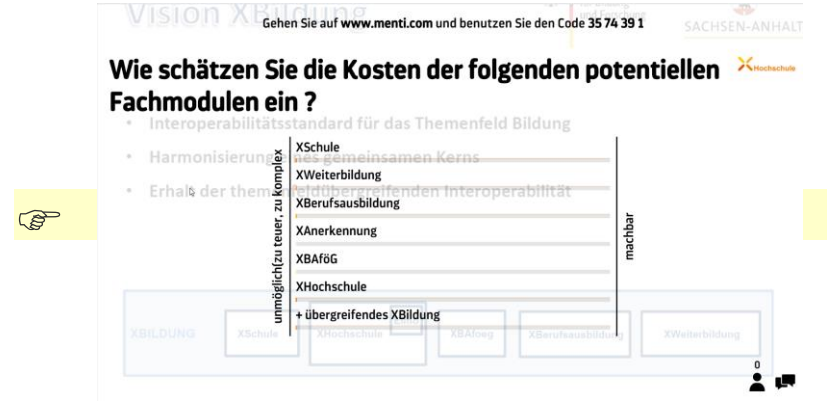 Vision XBildung
Gehen Sie auf www.menti.com und benutzen Sie den Code 35 74 39 1
und Forschung
SACHSEN-ANHALT
Wie schätzen Sie die Kosten der folgenden potentiellen
Fachmodulen ein ?
XHochschule
• Interoperabilitätsstandard für das Themenfeld Bildung
• Harmonisierung eines gemeinsamen Kerns
• Erhalt der themenfeldübergreifenden Interoperabilität
unmöglich(zu teuer, zu komplex
XSchule
XWeiterbildung
XBerufsausbildung
XAnerkennung
XBAföG
XHochschule
+ übergreifendes XBildung
machbar
XBILDUNG
XSchule
XHochschule
XBAfoeg
XBerufsausbildung
XWeiterbildung
0